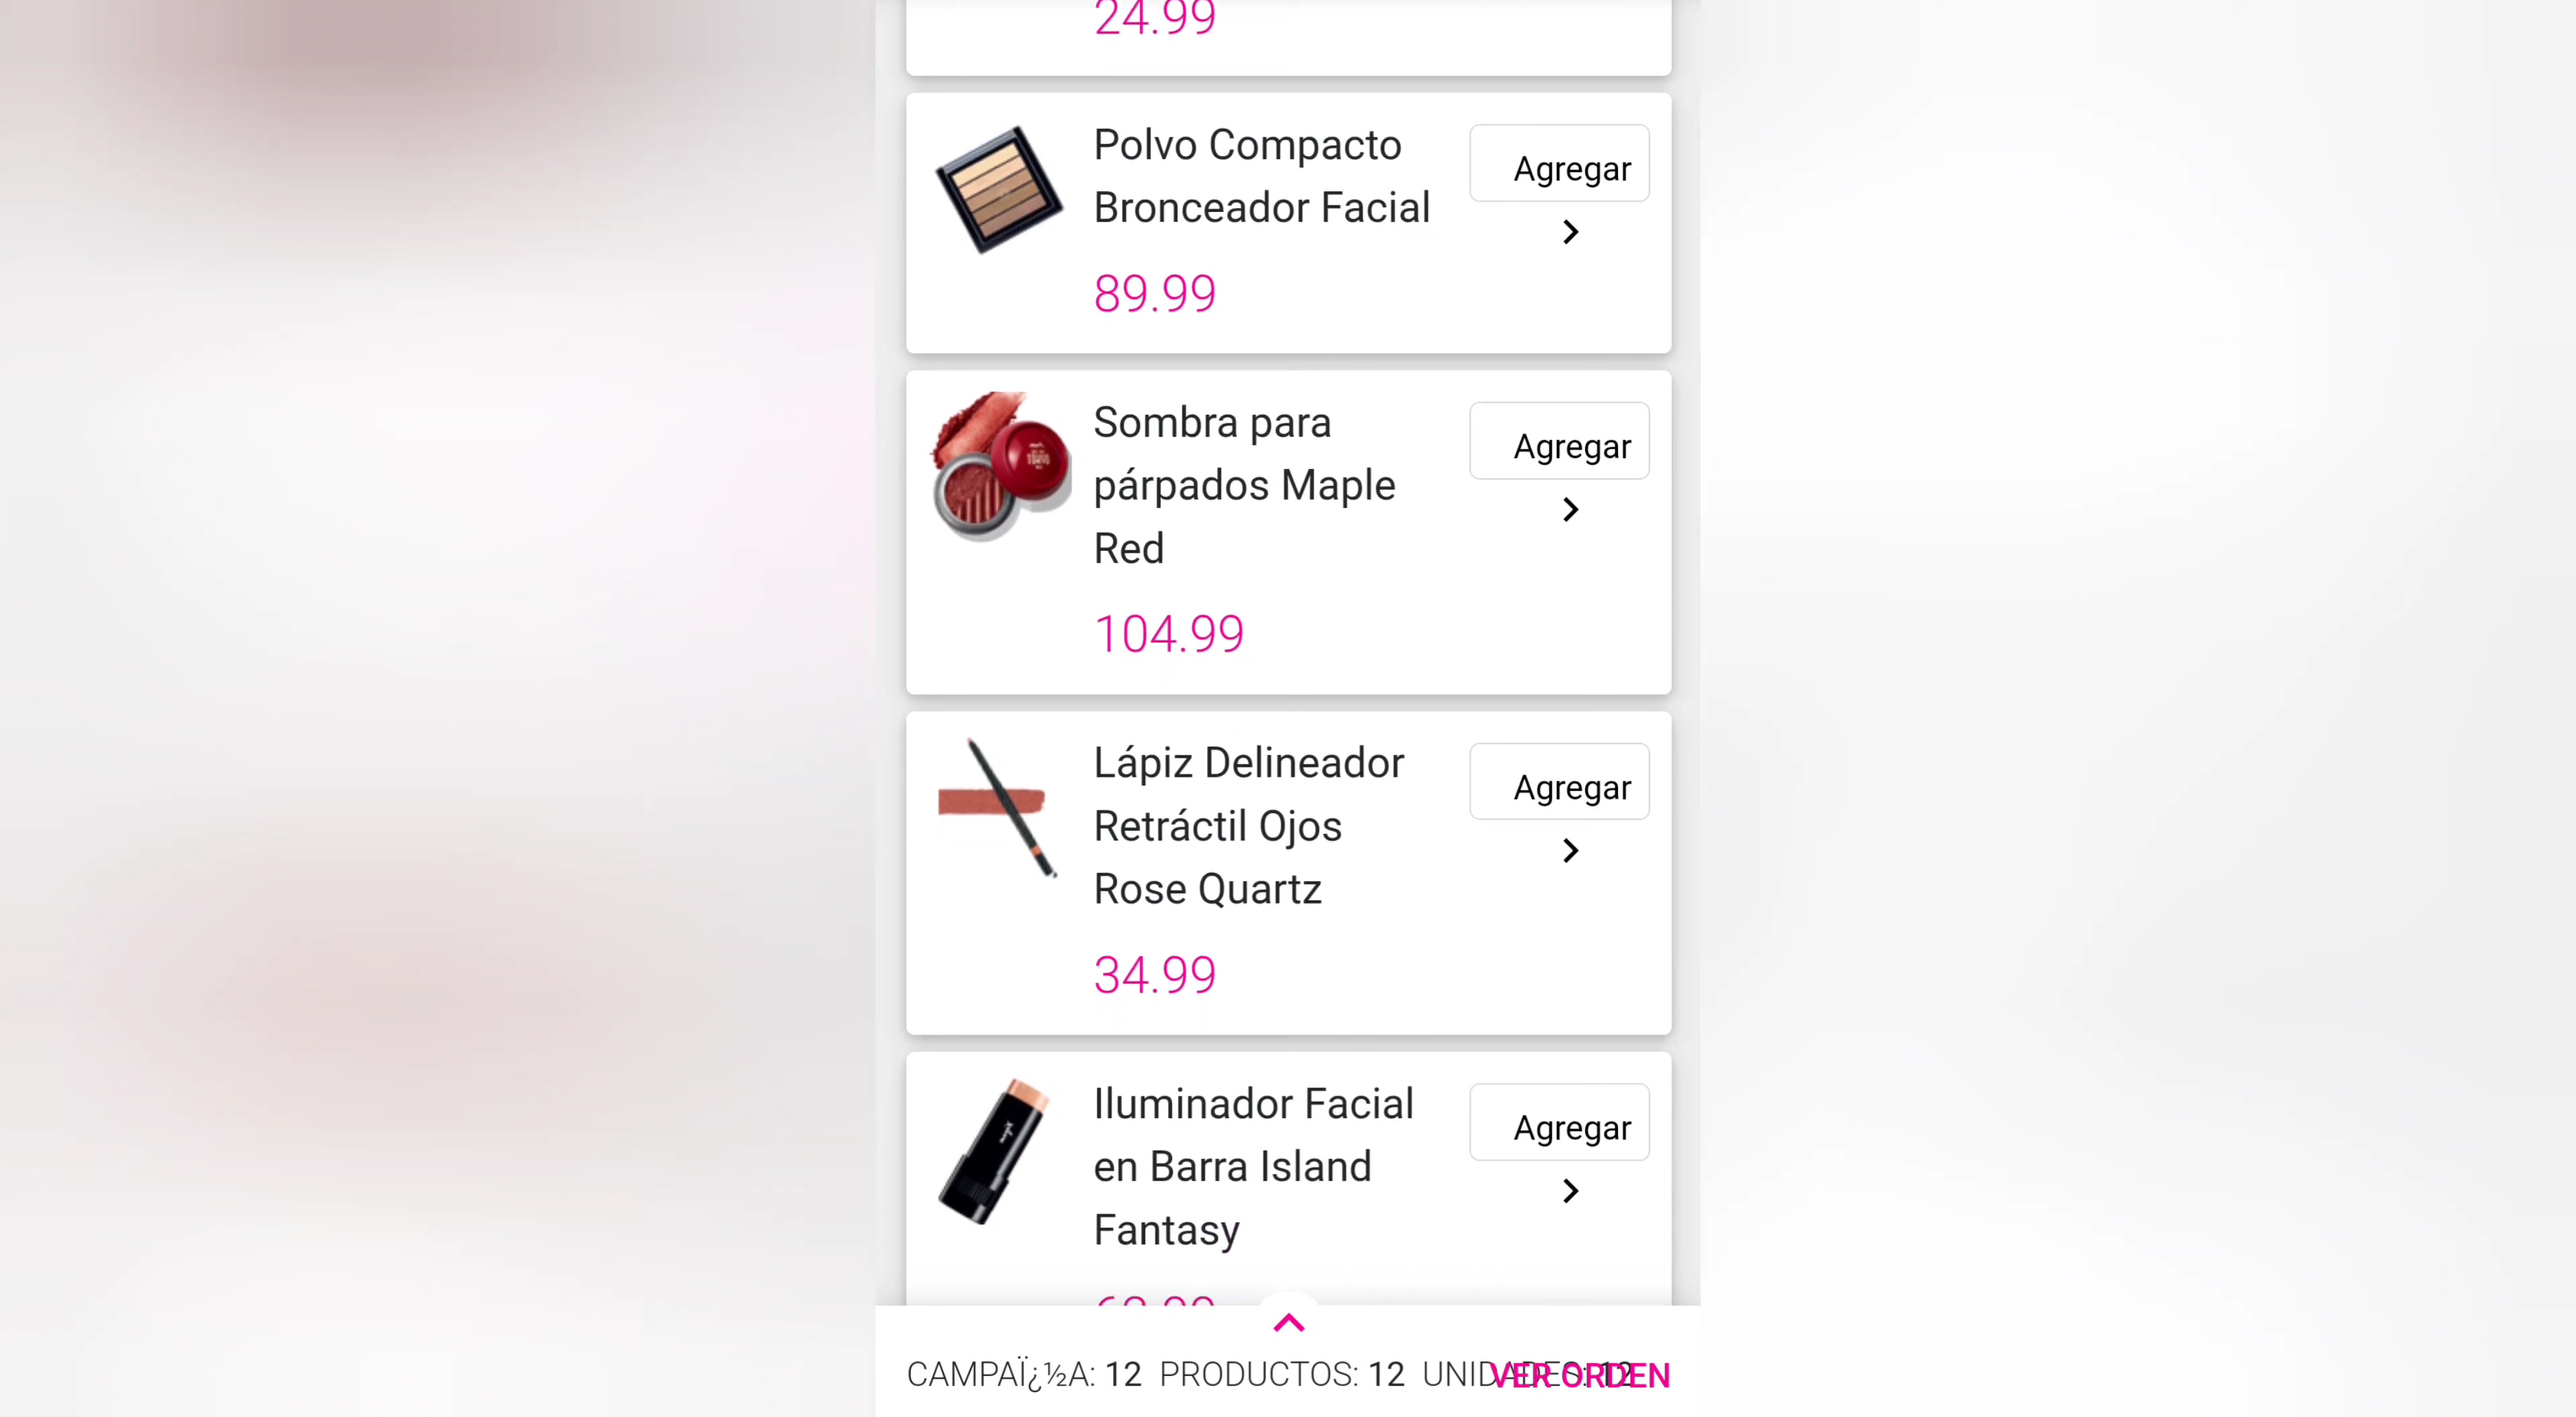 24.99
Polvo Compacto
Bronceador Facial
Agregar
89.99
Sombra para
párpados Maple
Red
Agregar
104.99
Lápiz Delineador
Retráctil Ojos
Rose Quartz
Agregar
34.99
Iluminador Facial
en Barra Island
Fantasy
Agregar
CAMPAÏ¿½A: 12 PRODUCTOS: 12 UNIDADES: 12
VER ORDEN